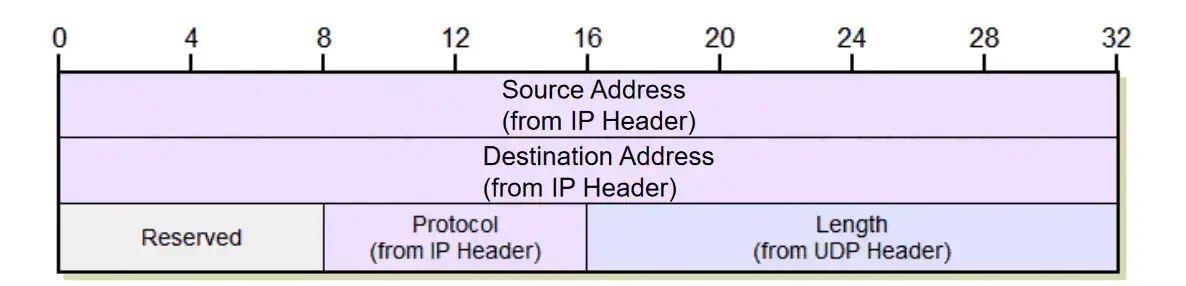 0 4 8 12 16 20 24 28 32
Source Address
(from IP Header)
Destination Address
(from IP Header)
Reserved
Protocol
(from IP Header)
Length
(from UDP Header)